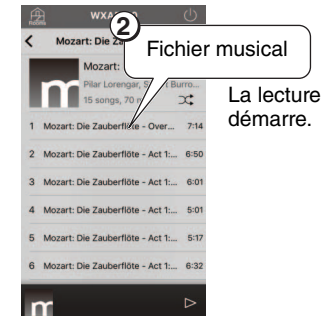 WXA
②
Fichier musical
Mozart: Die Za
Mozart:
Pilar Lorengar, S
Burro...
15 songs, 70 m
La lecture
démarre.
1 Mozart: Die Zauberflöte - Over... 7:14
2 Mozart: Die Zauberflöte - Act 1:... 6:50
3 Mozart: Die Zauberflöte - Act 1:... 6:01
4 Mozart: Die Zauberflöte - Act 1:... 5:01
5 Mozart: Die Zauberflöte - Act 1:... 5:17
6 Mozart: Die Zauberflöte - Act 1:... 6:32